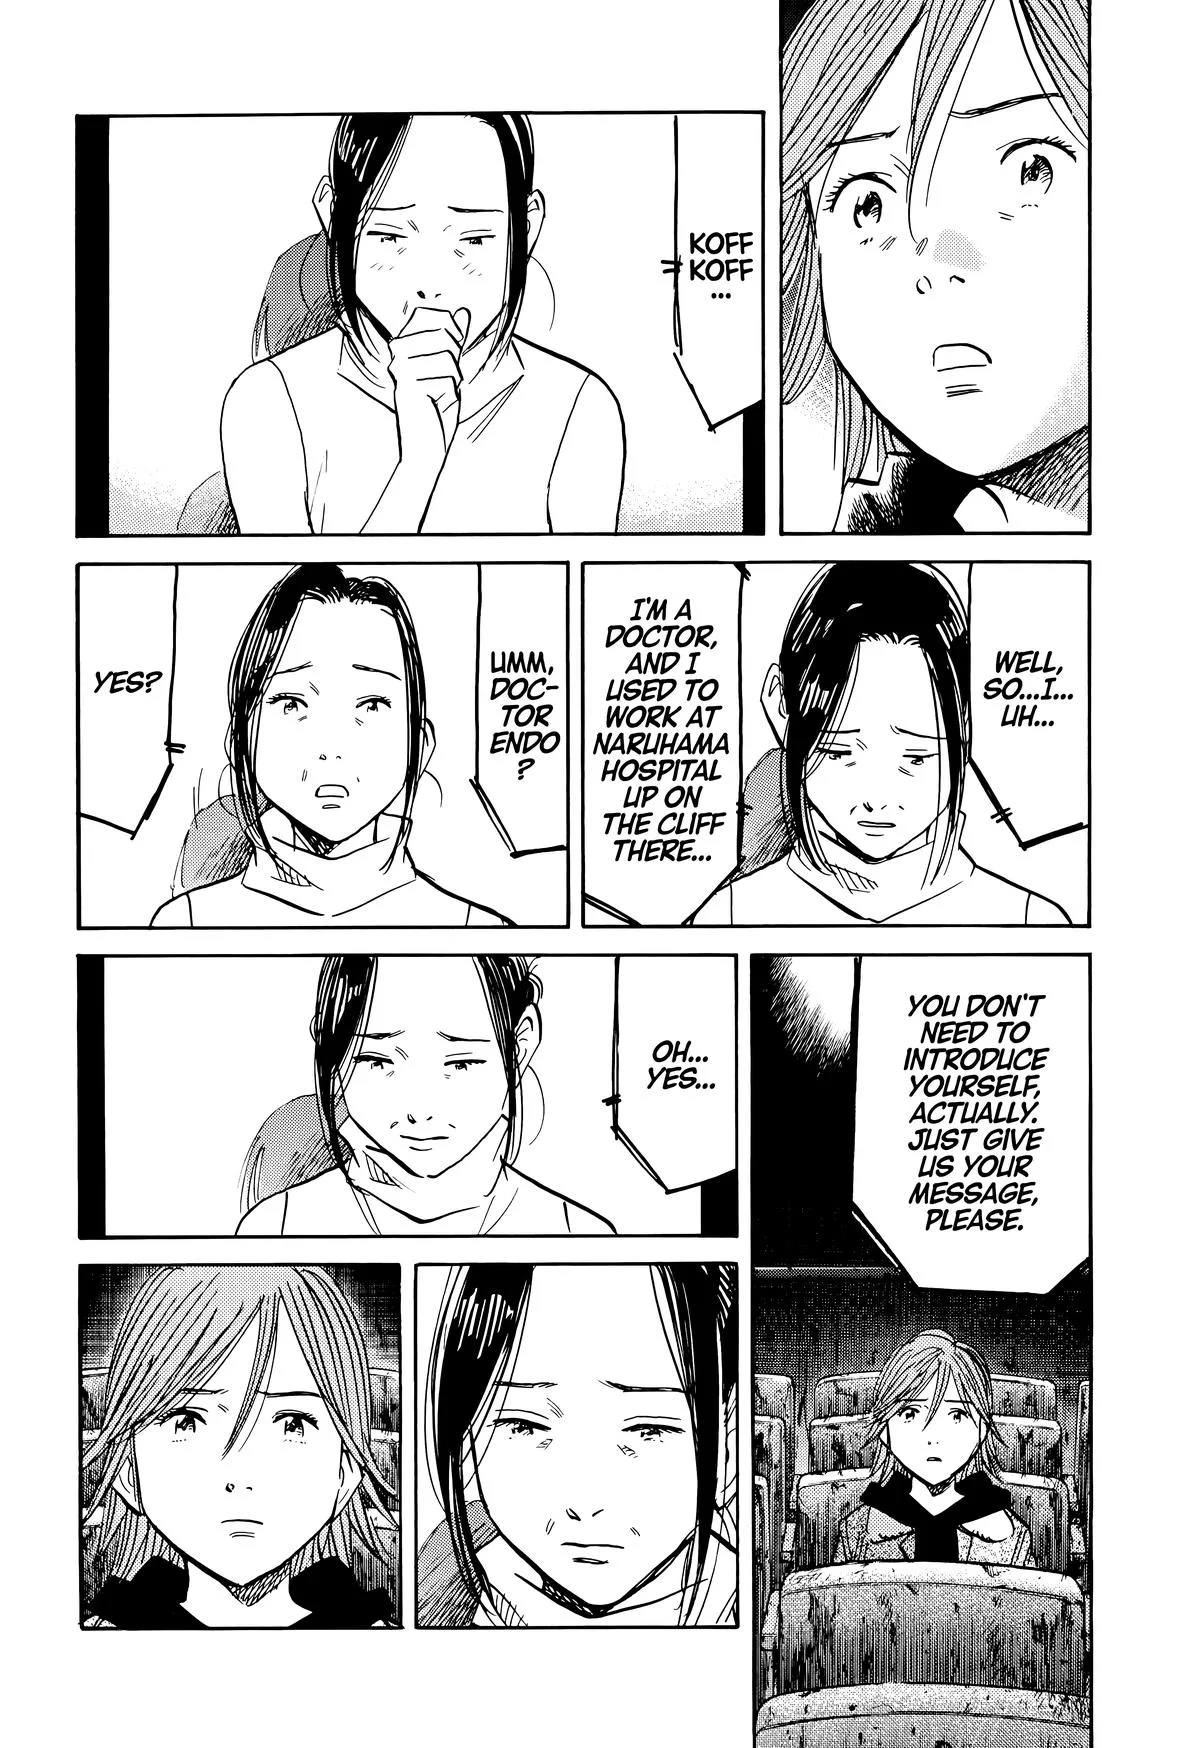 KOFF
KOFF
...
WELL,
SO...I...
UH...
I'M A
DOCTOR,
AND I
USED TO
WORK AT
NARUHAMA
HOSPITAL
UP ON
THE CLIFF
THERE...
UMM,
DOC-
TOR
ENDO
?
YES?
YOU DON'T
NEED TO
INTRODUCE
YOURSELF,
ACTUALLY.
JUST GIVE
US YOUR
MESSAGE,
PLEASE.
OH...
YES...